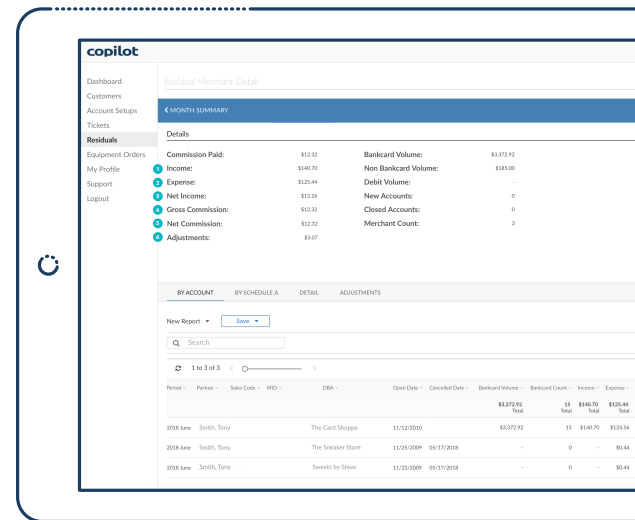 copilot
Dashboard
Customers
Account Setups
Tickets
Residuals
Equipment Orders
My Profile
Support
Logout
Residual Merchant Detail
MONTH SUMMARY
Details
Commission Paid: $12.32 Bankcard Volume: $3,372.92
1 Income: $140.70 Non Bankcard Volume: $185.00
2 Expense: $125.44 Debit Volume: -
3 Net Income: $15.26 New Accounts: 0
4 Gross Commission: $12.32 Closed Accounts: 0
5 Net Commission: $12.32 Merchant Count: 3
6 Adjustments: $3.07
BY ACCOUNT BY SCHEDULE A DETAIL ADJUSTMENTS
New Report Save
Search
1 to 3 of 3
Period Partner Sales Code MID DBA Open Date Cancelled Date Bankcard Volume Bankcard Count Income Expense
$3,372.92 15 $140.70 $125.44
Total Total Total Total
2018 June Smith, Tony The Card Shoppe 11/12/2010 $3,372.92 15 $140.70 $124.56
2018 June Smith, Tony The Sneaker Store 11/25/2009 05/17/2018 - 0 - $0.44
2018 June Smith, Tony Sweets by Steve 11/23/2009 05/17/2018 - 0 - $0.44